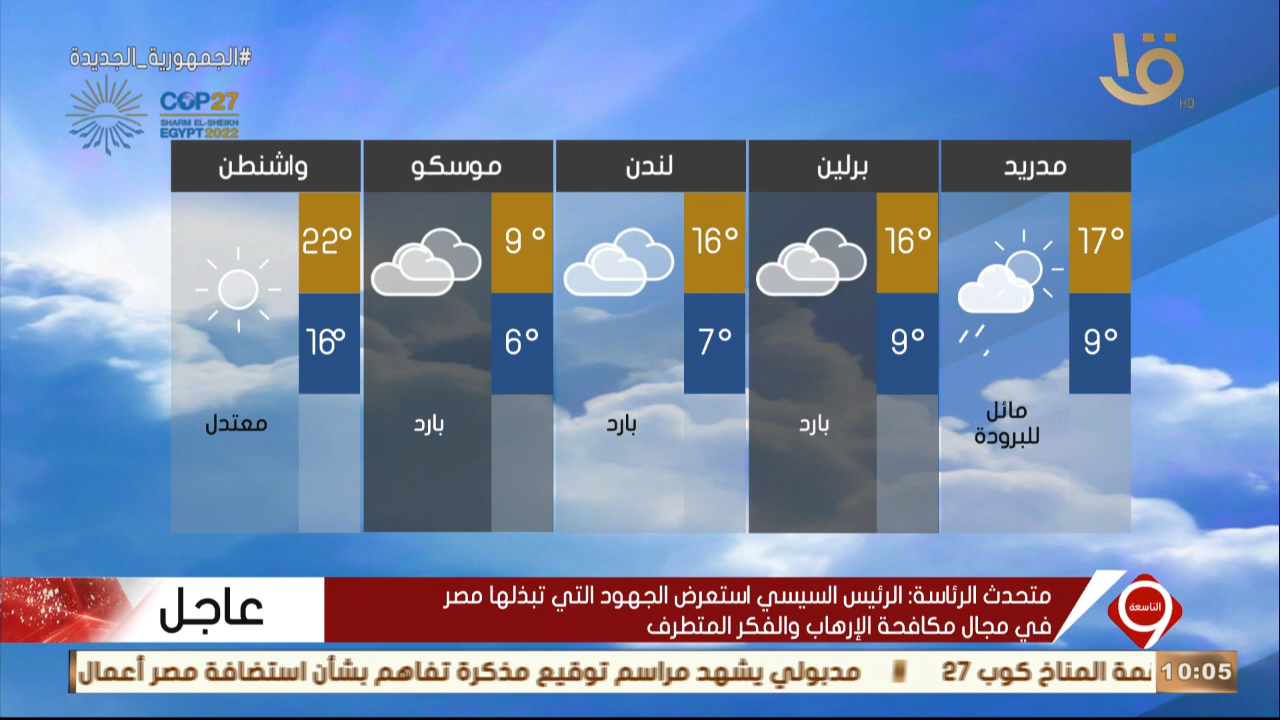 #الجمهورية_الجديدة
COP27
SHARM EL-SHEIKH
EGYPT 2022
HD
مدريد
17°
9°
مائل
للبرودة
برلين
16°
9°
بارد
لندن
16°
7°
بارد
موسكو
9°
6°
بارد
واشنطن
22°
16°
معتدل
التاسعة
9
متحدث الرئاسة: الرئيس السيسي استعرض الجهود التي تبذلها مصر
في مجال مكافحة الإرهاب والفكر المتطرف
عاجل
10:05
المناخ كوب 27 مدبولي يشهد مراسم توقيع مذكرة تفاهم بشأن استضافة مصر أعمال